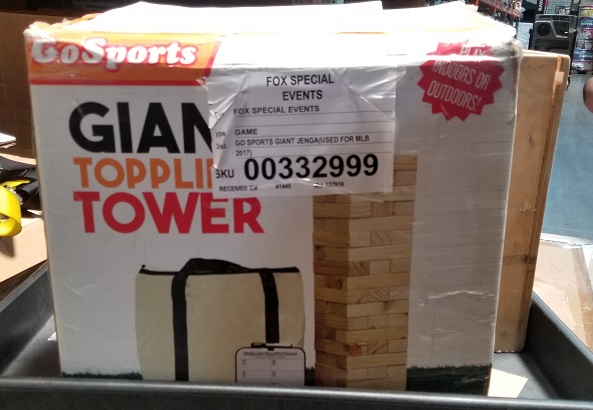 GoSports
GIAN
TOPPLI
TOWER
INDOORS OR
OUTDOORS!
FOX SPECIAL
EVENTS
FOX SPECIAL EVENTS
GAME
GO SPORTS GIANT JENGA(USED FOR MLB
2017)
SKU 00332999
RECEIVED